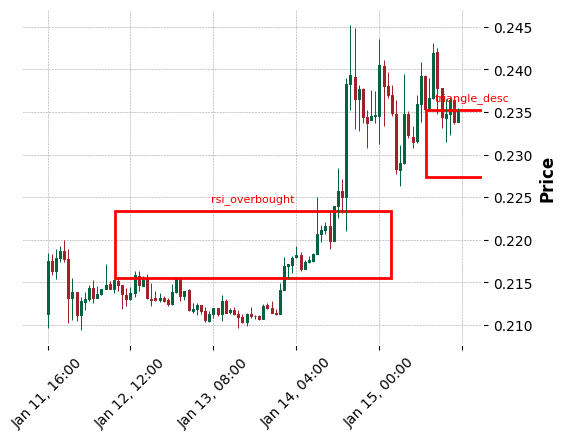 0.245
0.240
triangle_desc
0.235
0.230
Price
rsi_overbought
0.225
0.220
0.215
0.210
Jan 11, 16:00
Jan 12, 12:00
Jan 13, 08:00
Jan 14, 04:00
Jan 15, 00:00